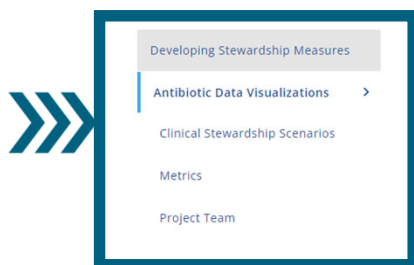 Developing Stewardship Measures
Antibiotic Data Visualizations
Clinical Stewardship Scenarios
Metrics
Project Team